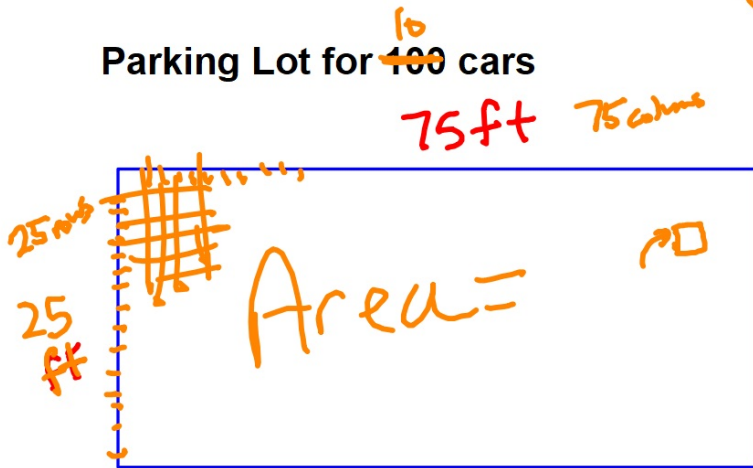 10
Parking Lot for 100 cars
75ft 75 columns
25 rows
Area=
25
ft